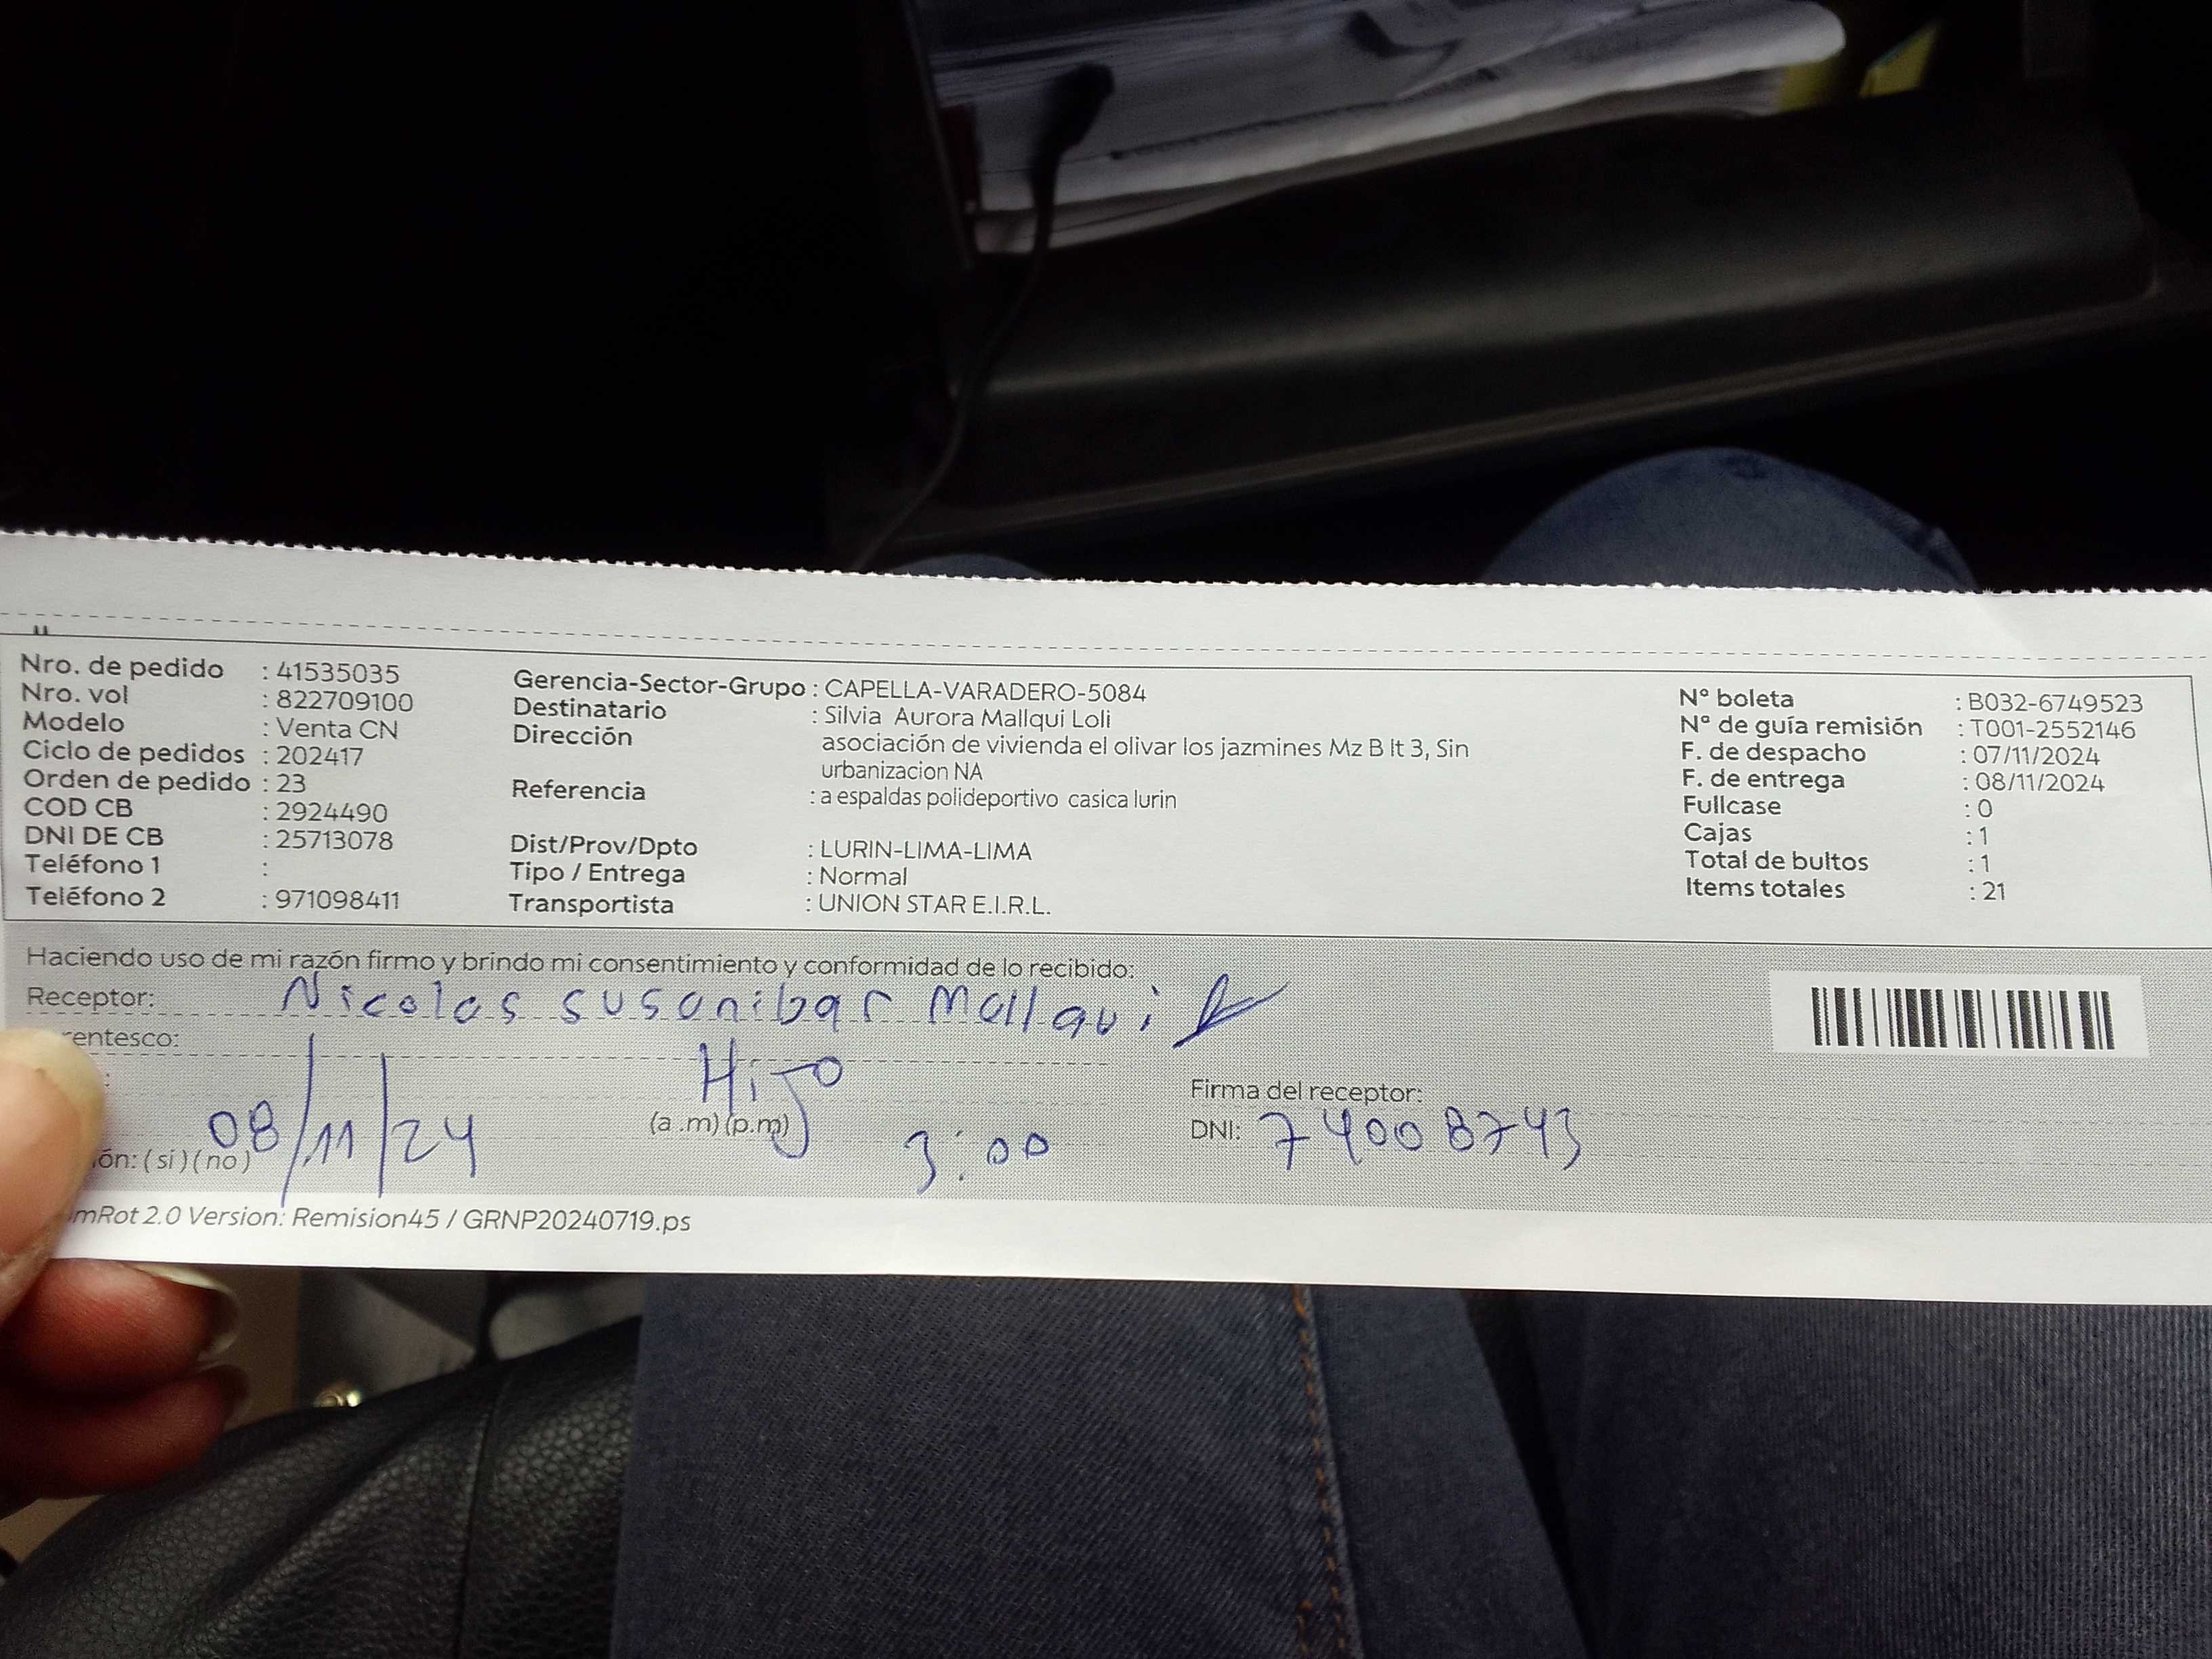 Nro. de pedido : 41535035
Nro. vol : 822709100
Modelo : Venta CN
Ciclo de pedidos : 202417
Orden de pedido : 23
COD CB : 2924490
DNI DE CB : 25713078
Teléfono 1 :
Teléfono 2 : 971098411
Gerencia-Sector-Grupo : CAPELLA-VARADERO-5084
Destinatario : Silvia Aurora Mallqui Loli
Dirección asociación de vivienda el olivar los jazmines Mz B lt 3, Sin
urbanizacion NA
Referencia : a espaldas polideportivo casica lurin
Dist/Prov/Dpto : LURIN-LIMA-LIMA
Tipo / Entrega : Normal
Transportista : UNION STAR E.I.R.L.
N° boleta : B032-6749523
N° de guía remisión : T001-2552146
F. de despacho : 07/11/2024
F. de entrega : 08/11/2024
Fullcase : 0
Cajas : 1
Total de bultos : 1
Items totales : 21
Haciendo uso de mi razón firmo y brindo mi consentimiento y conformidad de lo recibido:
Receptor: Nicolas susanibar Mallqui
rentesco: Hijo
: 08/11/24 (a .m) (p.m) 3:00
Firma del receptor:
DNI: 74008743
ón: (sí) (no)
mRot 2.0 Version: Remision45 / GRNP20240719.ps